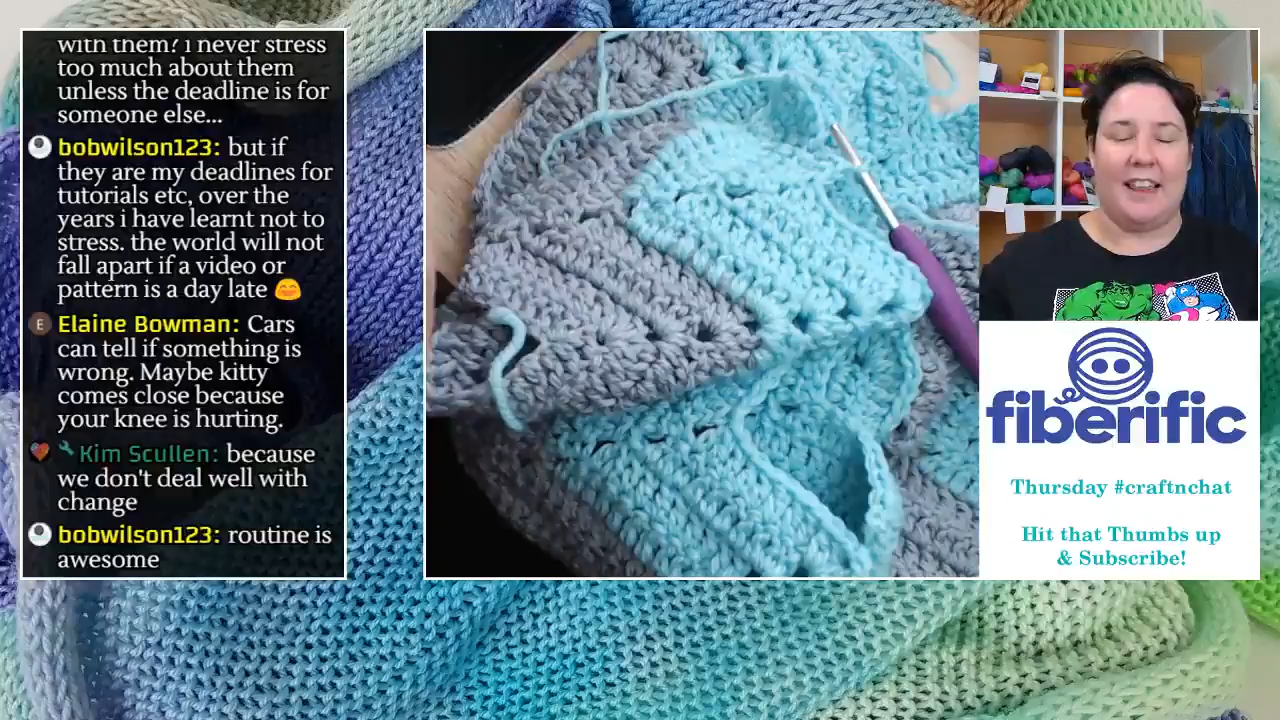 with them? i never stress
too much about them
unless the deadline is for
someone else...
bobwilson123: but if
they are my deadlines for
tutorials etc, over the
years i have learnt not to
stress. the world will not
fall apart if a video or
pattern is a day late 😊
E Elaine Bowman: Cars
can tell if something is
wrong. Maybe kitty
comes close because
your knee is hurting.
Kim Scullen: because
we don't deal well with
change
bobwilson123: routine is
awesome
fiberific
Thursday #craftnchat
Hit that Thumbs up
& Subscribe!